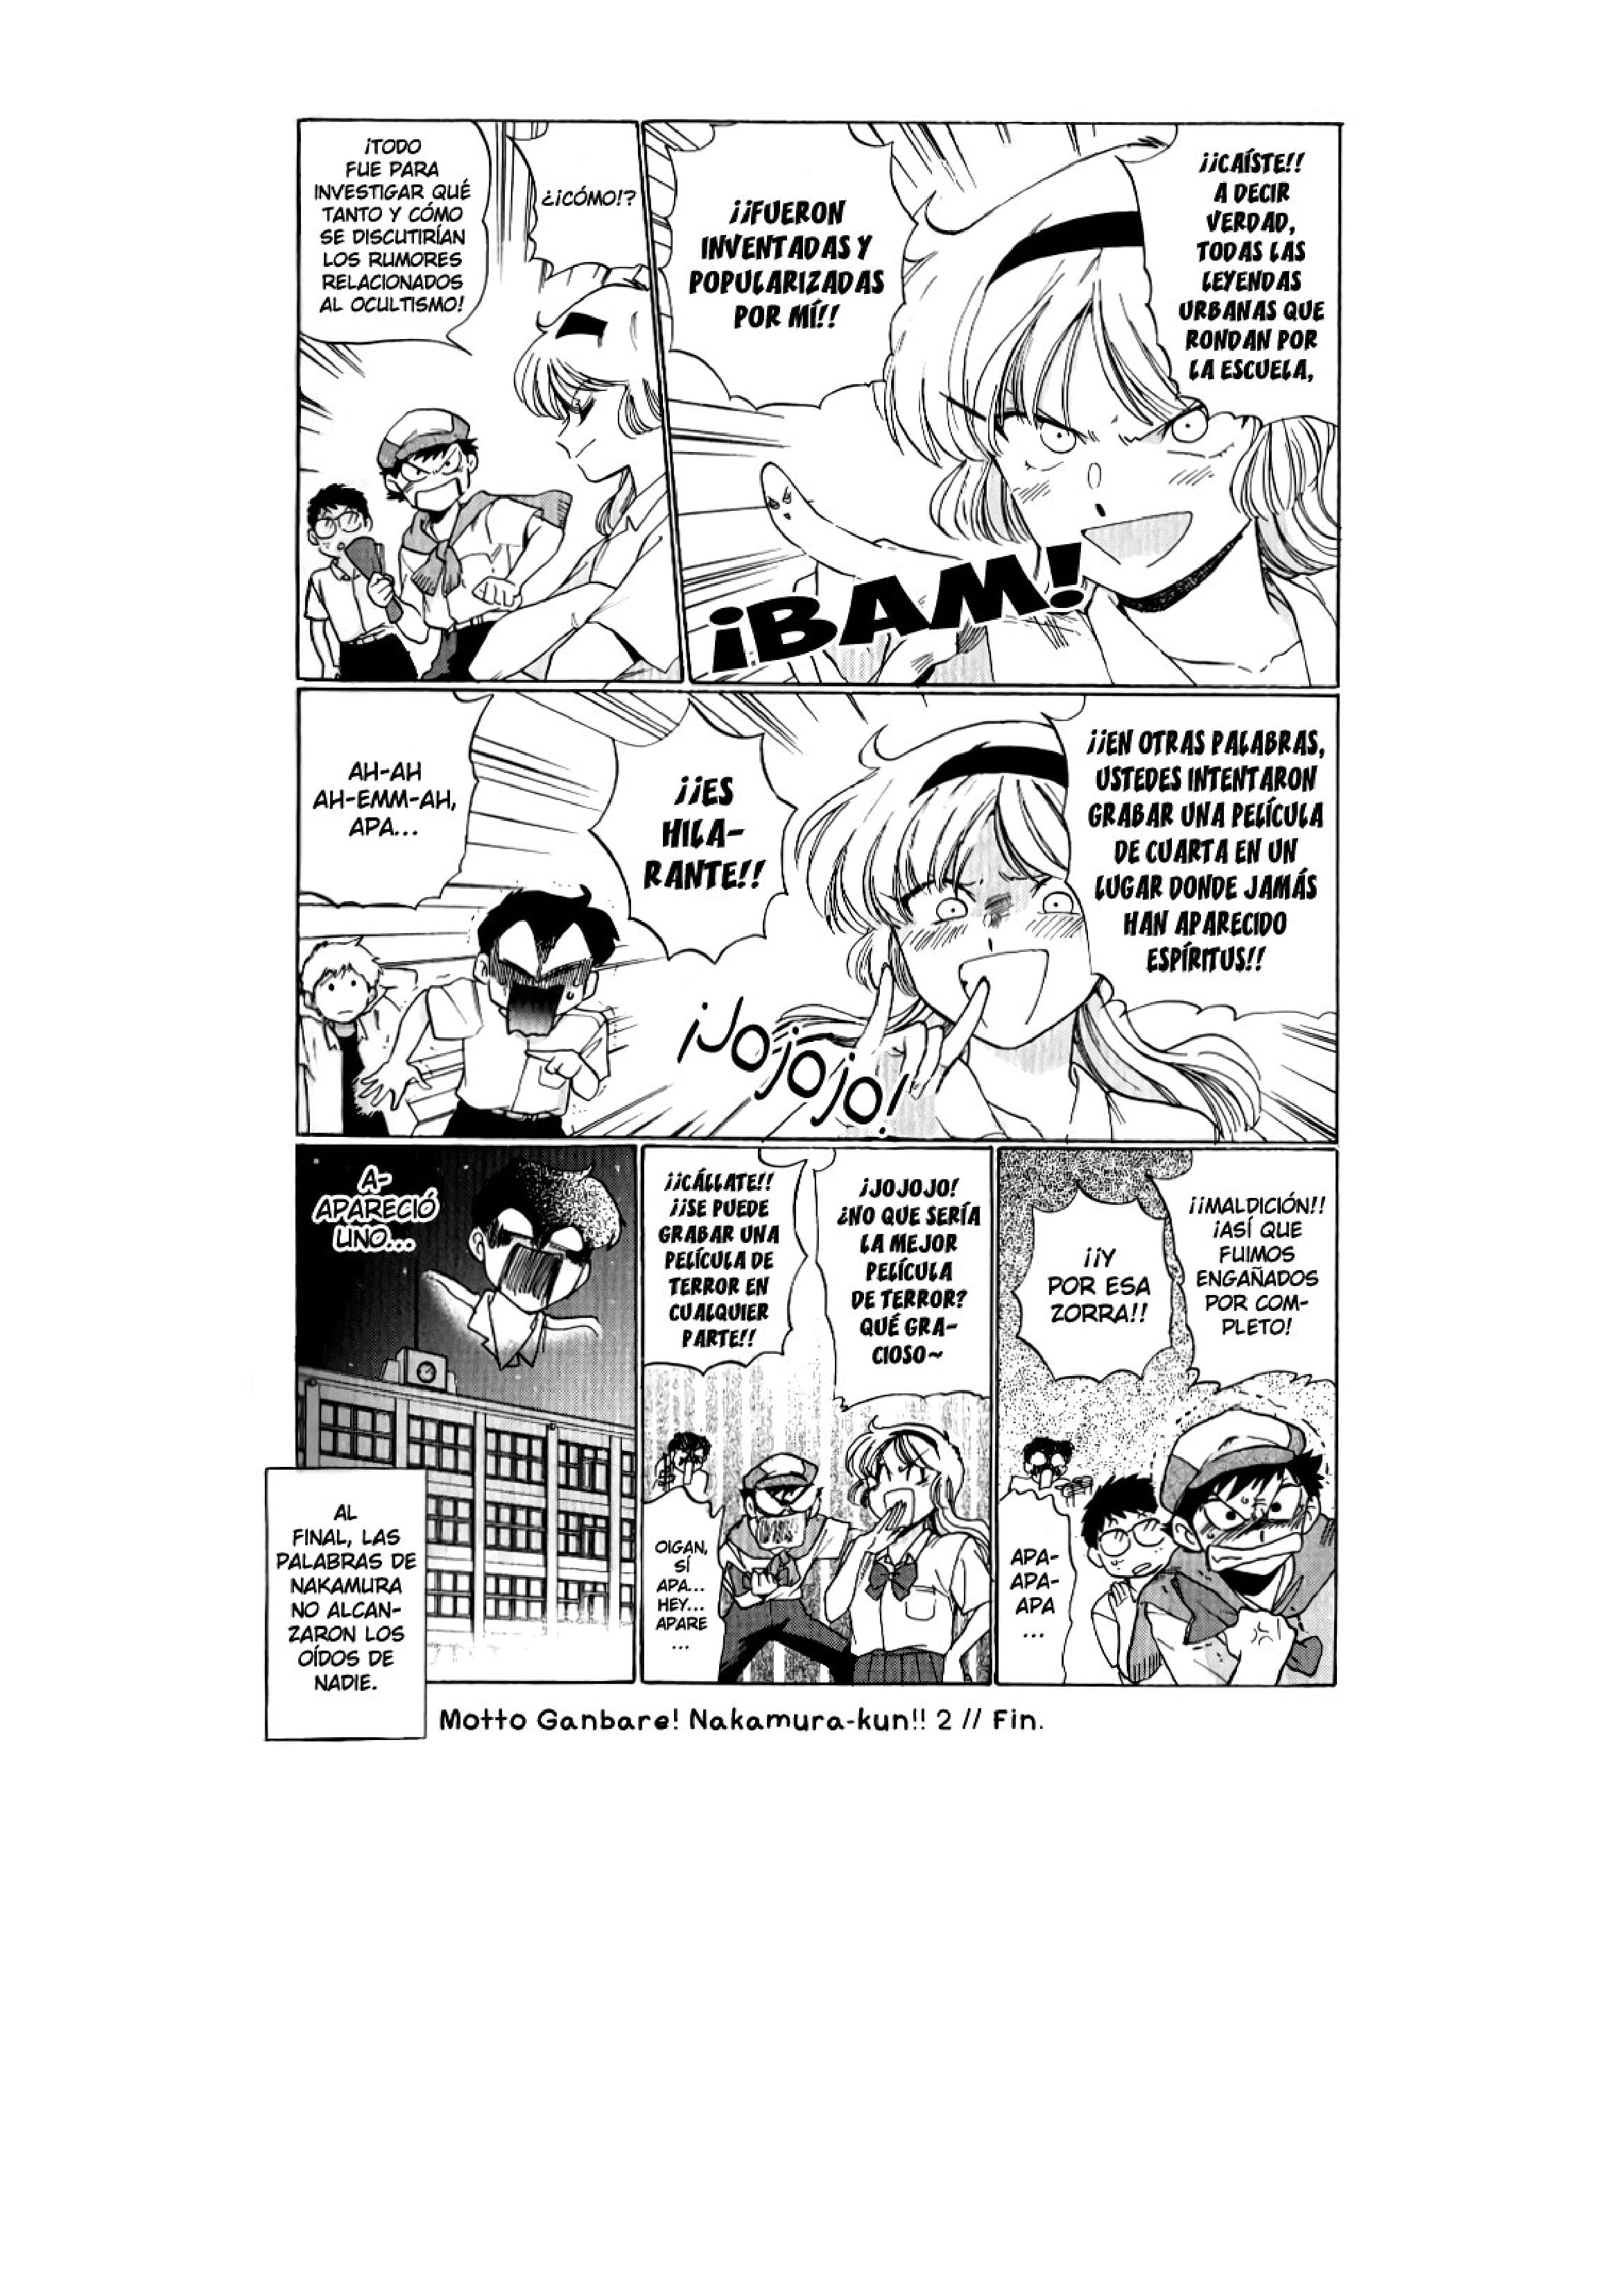 ¡¡CAÍSTE!!
A DECIR
VERDAD,
TODAS LAS
LEYENDAS
URBANAS QUE
RONDAN POR
LA ESCUELA,
¡¡FUERON
INVENTADAS Y
POPULARIZADAS
POR MÍ!!
¡BAM!
¿¡CÓMO!?
¡TODO
FUE PARA
INVESTIGAR QUÉ
TANTO Y CÓMO
SE DISCUTIRÍAN
LOS RUMORES
RELACIONADOS
AL OCULTISMO!
¡¡EN OTRAS PALABRAS,
USTEDES INTENTARON
GRABAR UNA PELÍCULA
DE CUARTA EN UN
LUGAR DONDE JAMÁS
HAN APARECIDO
ESPÍRITUS!!
¡¡ES
HILA-
RANTE!!
¡JOJOJO!
AH-AH
AH-EMM-AH,
APA...
¡¡MALDICIÓN!!
¡ASÍ QUE
FUIMOS
ENGAÑADOS
POR COM-
PLETO!
¡¡Y
POR ESA
ZORRA!!
APA-
APA-
APA
...
¡JOJOJO!
¿NO QUE SERÍA
LA MEJOR
PELÍCULA
DE TERROR?
QUÉ GRA-
CIOSO~
¡¡CÁLLATE!!
¡¡SE PUEDE
GRABAR UNA
PELÍCULA DE
TERROR EN
CUALQUIER
PARTE!!
OIGAN,
SÍ
APA...
HEY...
APARE
...
A-
APARECIÓ
UNO...
AL
FINAL, LAS
PALABRAS DE
NAKAMURA
NO ALCAN-
ZARON LOS
OÍDOS DE
NADIE.
Motto Ganbare! Nakamura-kun!! 2 // Fin.